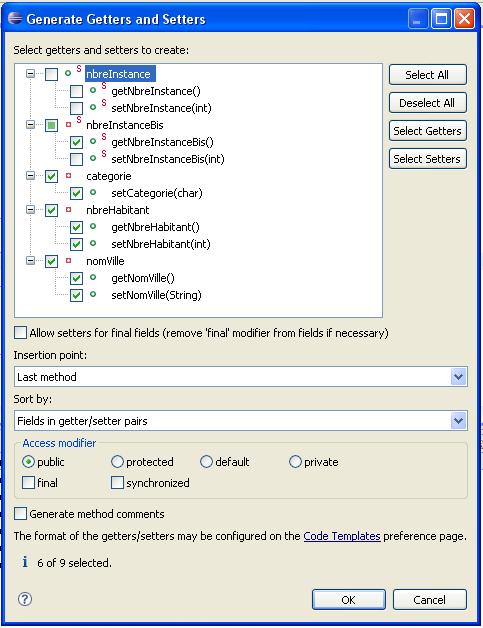 Generate Getters and Setters
Select getters and setters to create:
S nbreInstance
S getNbreInstance()
S setNbreInstance(int)
S nbreInstanceBis
S getNbreInstanceBis()
S setNbreInstanceBis(int)
categorie
setCategorie(char)
nbreHabitant
getNbreHabitant()
setNbreHabitant(int)
nomVille
getNomVille()
setNomVille(String)
Select All
Deselect All
Select Getters
Select Setters
Allow setters for final fields (remove 'final' modifier from fields if necessary)
Insertion point:
Last method
Sort by:
Fields in getter/setter pairs
Access modifier
public protected default private
final synchronized
Generate method comments
The format of the getters/setters may be configured on the Code Templates preference page.
i 6 of 9 selected.
? OK Cancel